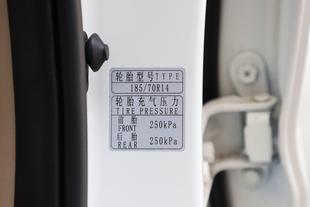 轮胎型号TYPE
185/70R14
轮胎充气压力
TIRE PRESSURE
前胎
FRONT 250kPa
后胎
REAR 250kPa